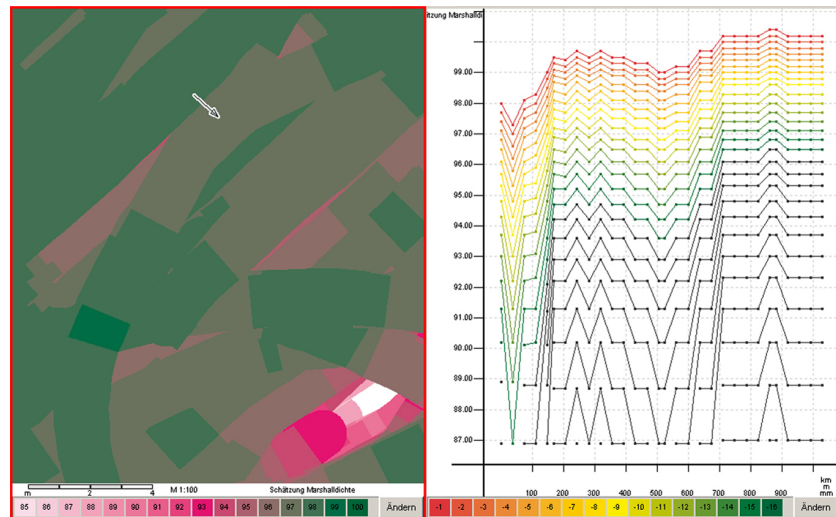 ätzung Marshalldi
99.00
98.00
97.00
96.00
95.00
94.00
93.00
92.00
91.00
90.00
89.00
88.00
87.00
100 200 300 400 500 600 700 800 900
km
m
mm
m 2 4 M 1:100 Schätzung Marshalldichte
85 86 87 88 89 90 91 92 93 94 95 96 97 98 99 100 Ändern
-1 -2 -3 -4 -5 -6 -7 -8 -9 -10 -11 -12 -13 -14 -15 -16 Ändern